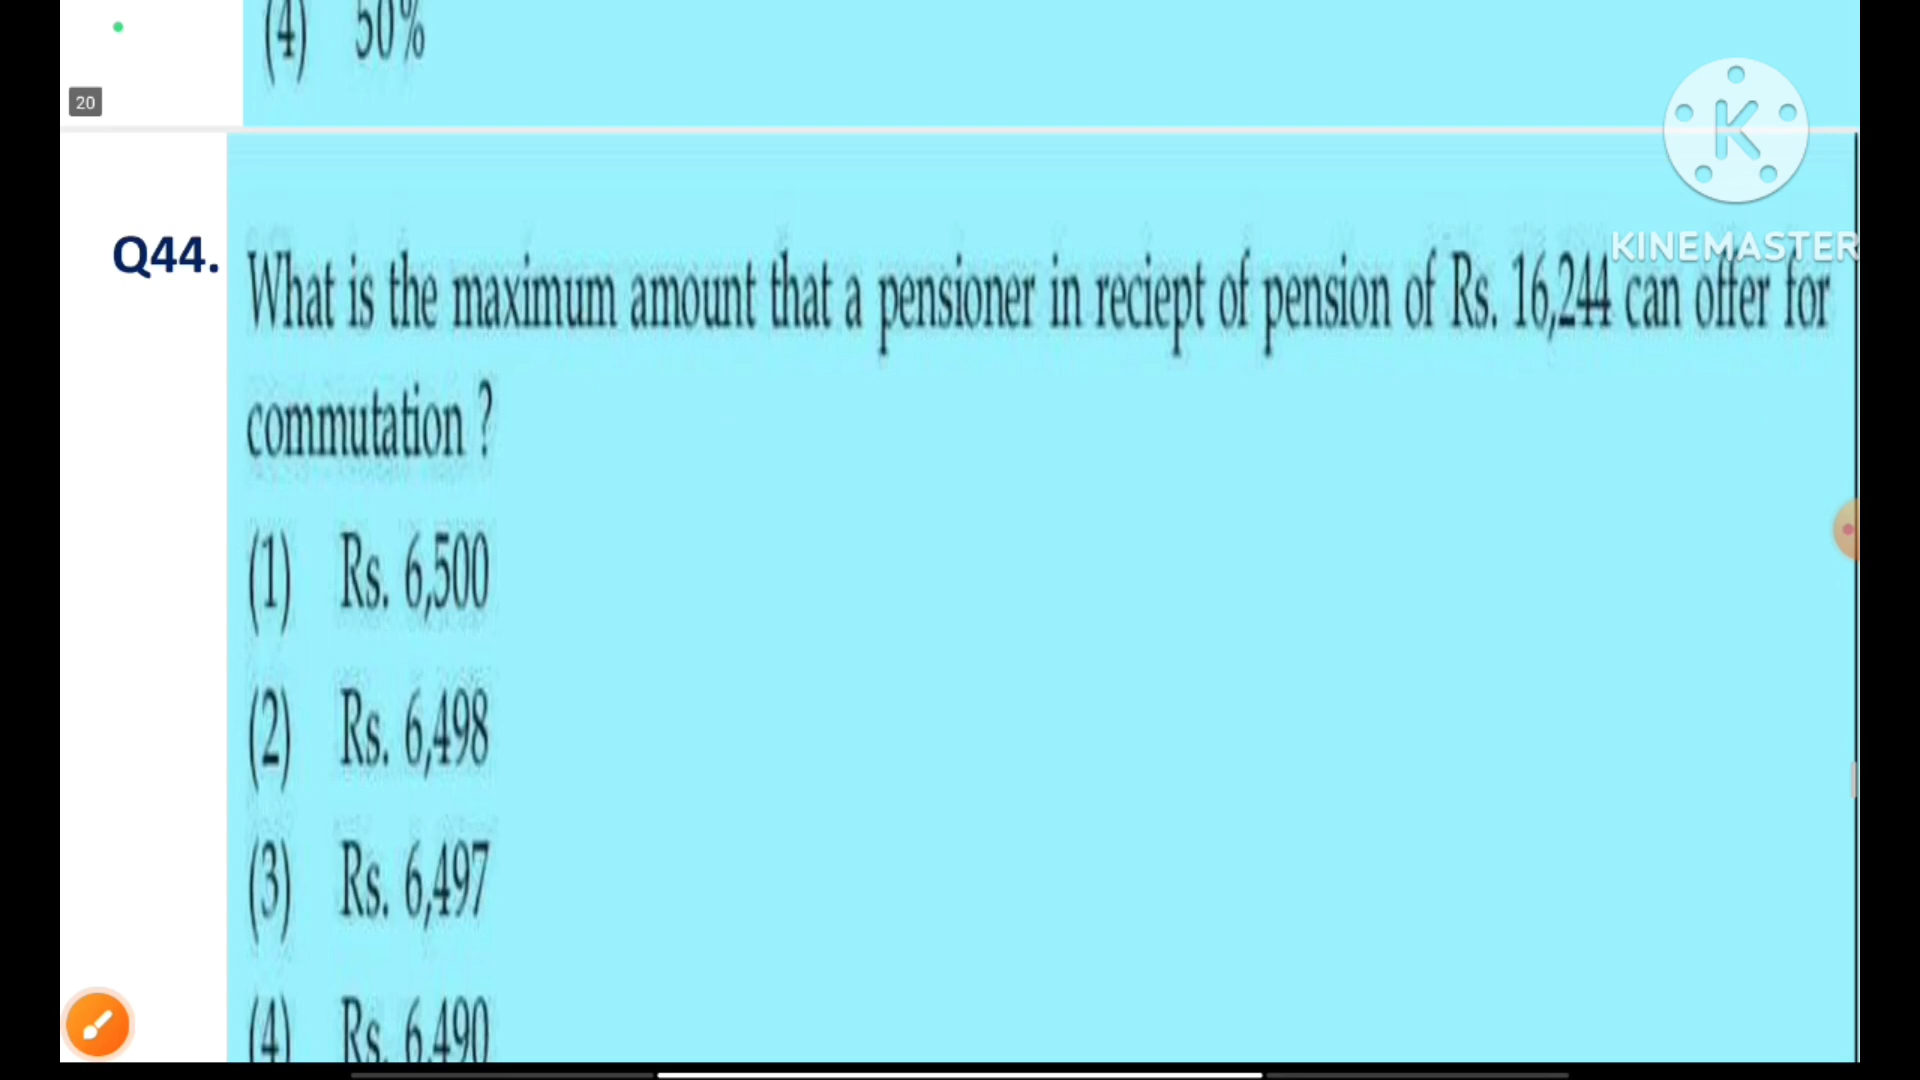 (4) 50%
20
KINEMASTER
Q44.
What is the maximum amount that a pensioner in reciept of pension of Rs. 16,244 can offer for
commutation ?
(1) Rs. 6,500
(2) Rs. 6,498
(3) Rs. 6,497
(4) Rs. 6,490